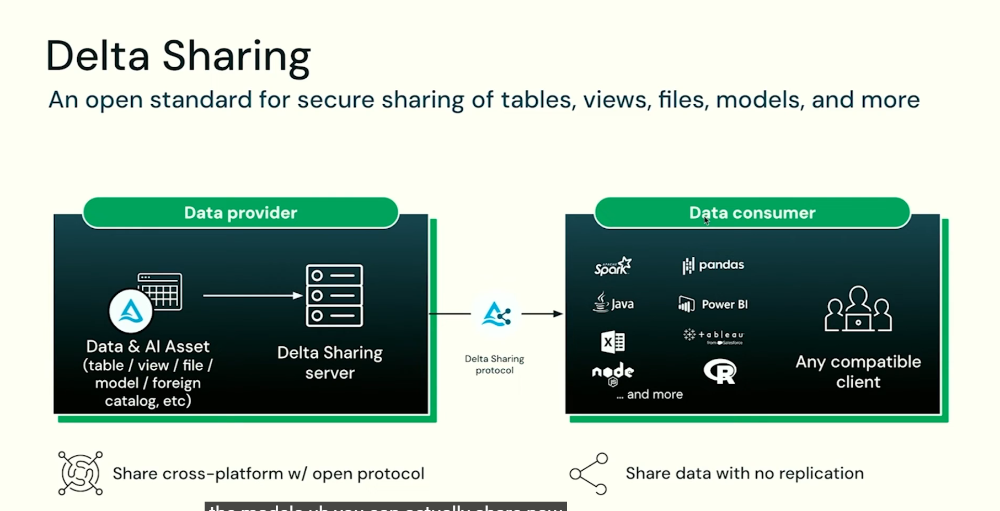 Delta Sharing
An open standard for secure sharing of tables, views, files, models, and more
Data provider
Data & AI Asset
(table / view / file /
model / foreign
catalog, etc)
Delta Sharing
server
Delta Sharing
protocol
Data consumer
APACHE
Spark
pandas
Java
Power BI
X
+ a b l e a u
from Salesforce
node
JS
R
... and more
Any compatible
client
Share cross-platform w/ open protocol
Share data with no replication
the models uh you can actually share now